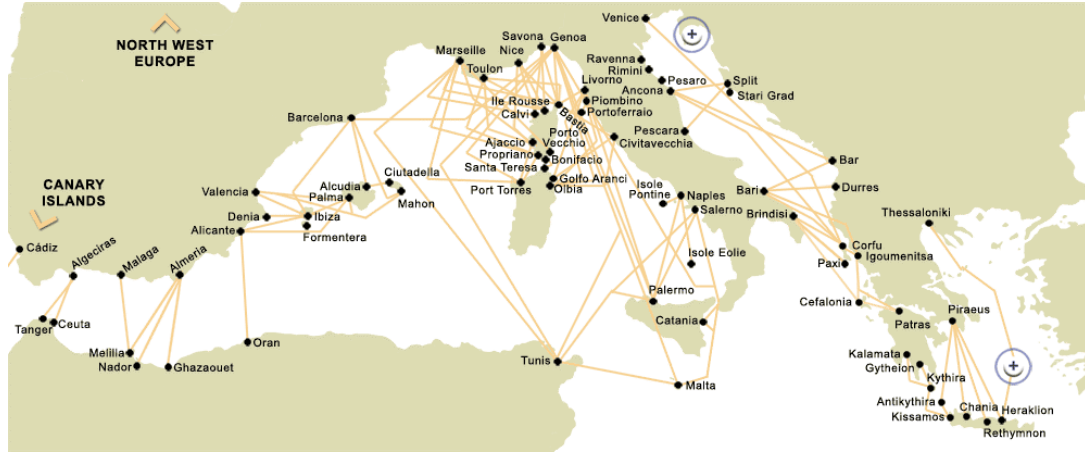 NORTH WEST
EUROPE
CANARY
ISLANDS
Venice
Savona
Genoa
Marseille
Nice
Toulon
Ravenna
Rimini
Livorno
Pesaro
Split
Ancona
Stari Grad
Piombino
Ile Rousse
Calvi
Bastia
Portoferraio
Barcelona
Pescara
Porto
Vecchio
Civitavecchia
Ajaccio
Propriano
Bonifacio
Santa Teresa
Bar
Ciutadella
Golfo Aranci
Port Torres
Olbia
Valencia
Alcudia
Palma
Mahon
Isole
Pontine
Naples
Salerno
Bari
Durres
Denia
Ibiza
Brindisi
Thessaloniki
Alicante
Formentera
Cádiz
Algeciras
Malaga
Almeria
Isole Eolie
Corfu
Igoumenitsa
Paxi
Palermo
Cefalonia
Patras
Piraeus
Catania
Tanger
Ceuta
Oran
Melilia
Nador
Ghazaouet
Tunis
Malta
Kalamata
Gytheion
Kythira
Antikythira
Kissamos
Chania
Heraklion
Rethymnon